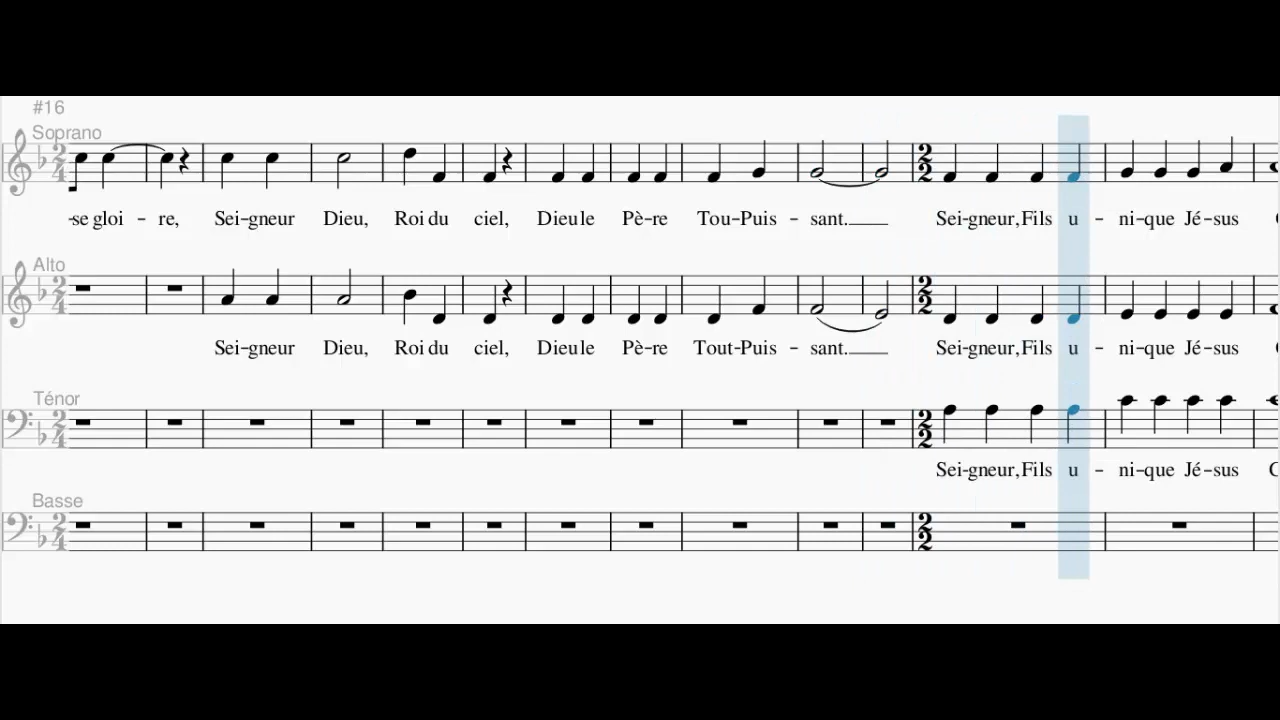 #16
Soprano
-se gloi - re, Sei-gneur Dieu, Roi du ciel, Dieu le Pè-re Tou-Puis - sant. Sei-gneur, Fils u - ni-que Jé-sus
Alto
Sei-gneur Dieu, Roi du ciel, Dieu le Pè-re Tout-Puis - sant. Sei-gneur, Fils u - ni-que Jé-sus
Ténor
Sei-gneur, Fils u - ni-que Jé-sus
Basse